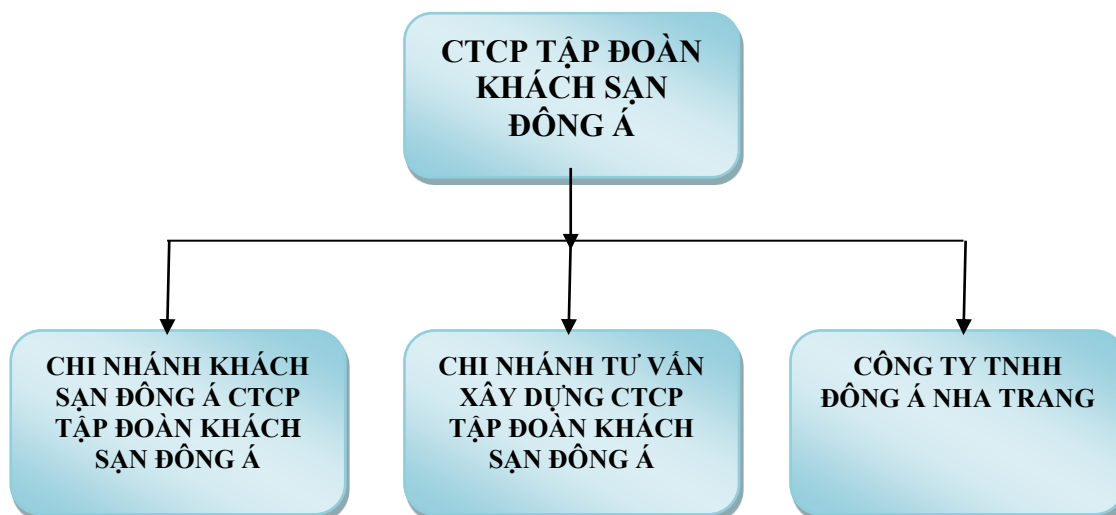 CTCP TẬP ĐOÀN
KHÁCH SẠN
ĐÔNG Á
CHI NHÁNH KHÁCH
SẠN ĐÔNG Á CTCP
TẬP ĐOÀN KHÁCH
SẠN ĐÔNG Á
CHI NHÁNH TƯ VẤN
XÂY DỰNG CTCP
TẬP ĐOÀN KHÁCH
SẠN ĐÔNG Á
CÔNG TY TNHH
ĐÔNG Á NHA TRANG